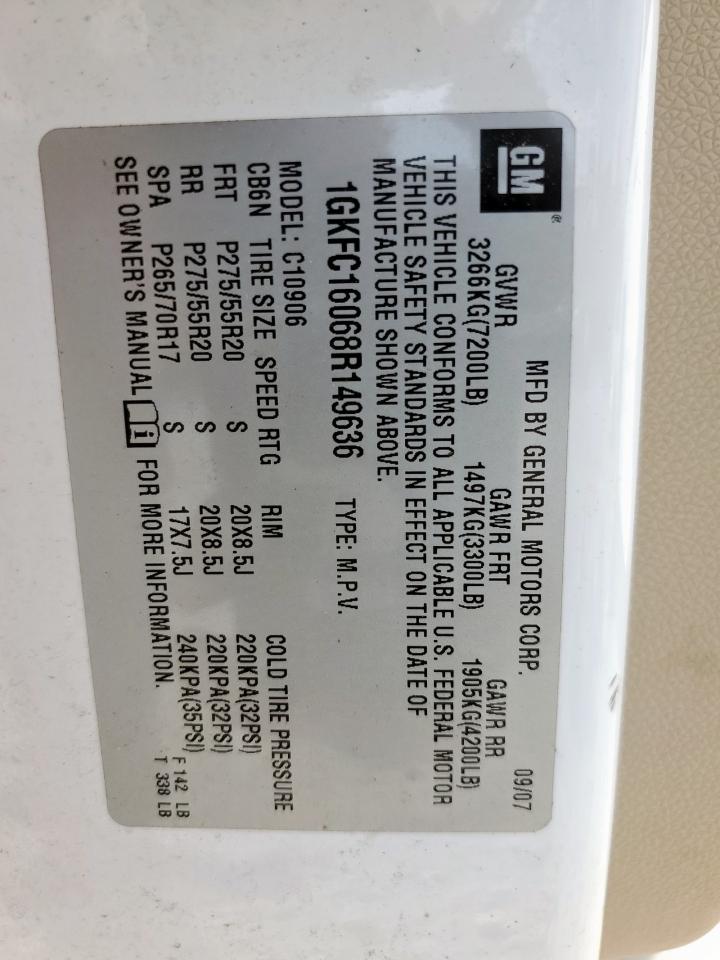 GM®
MFD BY GENERAL MOTORS CORP. 09/07
GVWR GAWR FRT GAWR RR
3266KG(7200LB) 1497KG(3300LB) 1905KG(4200LB)
THIS VEHICLE CONFORMS TO ALL APPLICABLE U.S. FEDERAL MOTOR
VEHICLE SAFETY STANDARDS IN EFFECT ON THE DATE OF
MANUFACTURE SHOWN ABOVE.
1GKFC16068R149636 TYPE: M.P.V.
MODEL: C10906
CB6N TIRE SIZE SPEED RTG RIM COLD TIRE PRESSURE
FRT P275/55R20 S 20X8.5J 220KPA(32PSI)
RR P275/55R20 S 20X8.5J 220KPA(32PSI)
SPA P265/70R17 S 17X7.5J 240KPA(35PSI) F 142 LB
SEE OWNER'S MANUAL i FOR MORE INFORMATION. T 338 LB